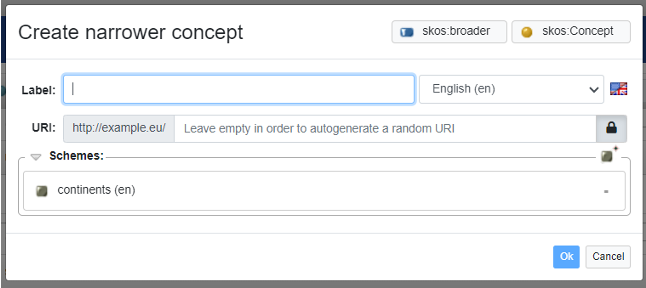 Create narrower concept
skos:broader
skos:Concept
Label:
English (en)
URI:
http://example.eu/
Leave empty in order to autogenerate a random URI
Schemes:
continents (en)
Ok
Cancel